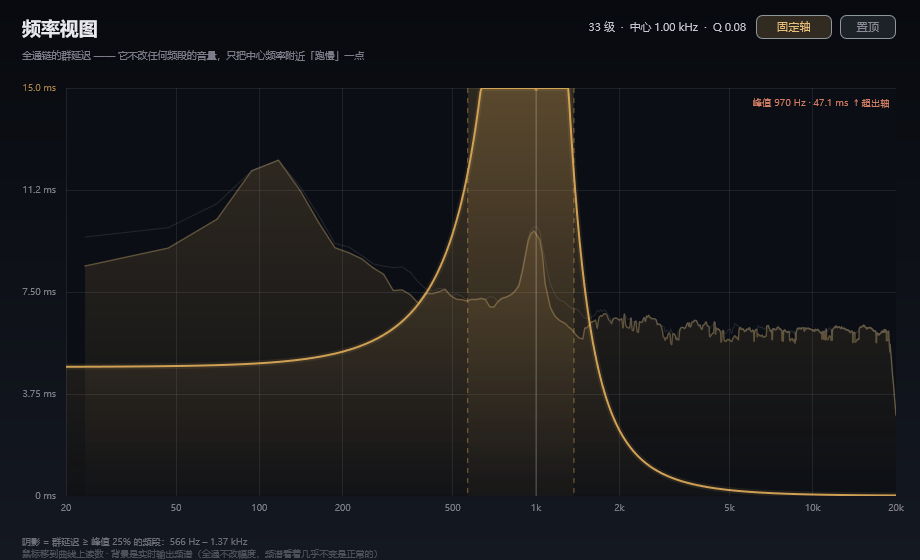 频率视图
33 级 · 中心 1.00 kHz · Q 0.08
固定轴
置顶
全通链的群延迟 —— 它不改任何频段的音量，只把中心频率附近「跑慢」一点
15.0 ms
峰值 970 Hz · 47.1 ms ↑ 超出轴
11.2 ms
7.50 ms
3.75 ms
0 ms
20 50 100 200 500 1k 2k 5k 10k 20k
阴影 = 群延迟 ≥ 峰值 25% 的频段：566 Hz – 1.37 kHz
鼠标移到曲线上读数 · 背景是实时输出频谱（全通不改幅度，频谱看着几乎不变是正常的）